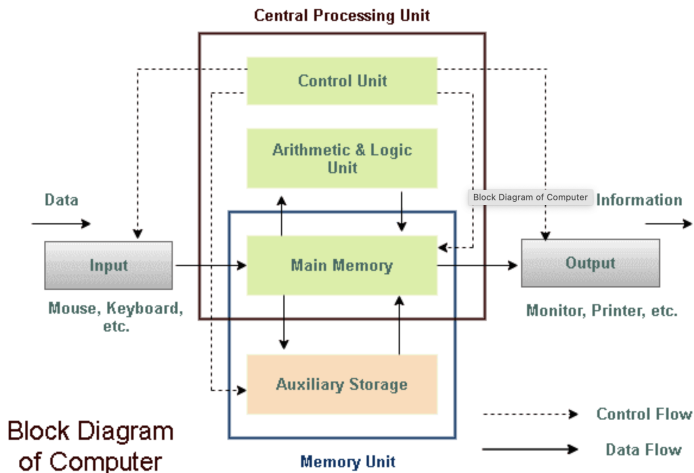 Central Processing Unit
Control Unit
Arithmetic & Logic
Unit
Data
Block Diagram of Computer
Information
Input
Main Memory
Output
Mouse, Keyboard,
etc.
Monitor, Printer, etc.
Auxiliary Storage
Control Flow
Block Diagram
of Computer
Data Flow
Memory Unit